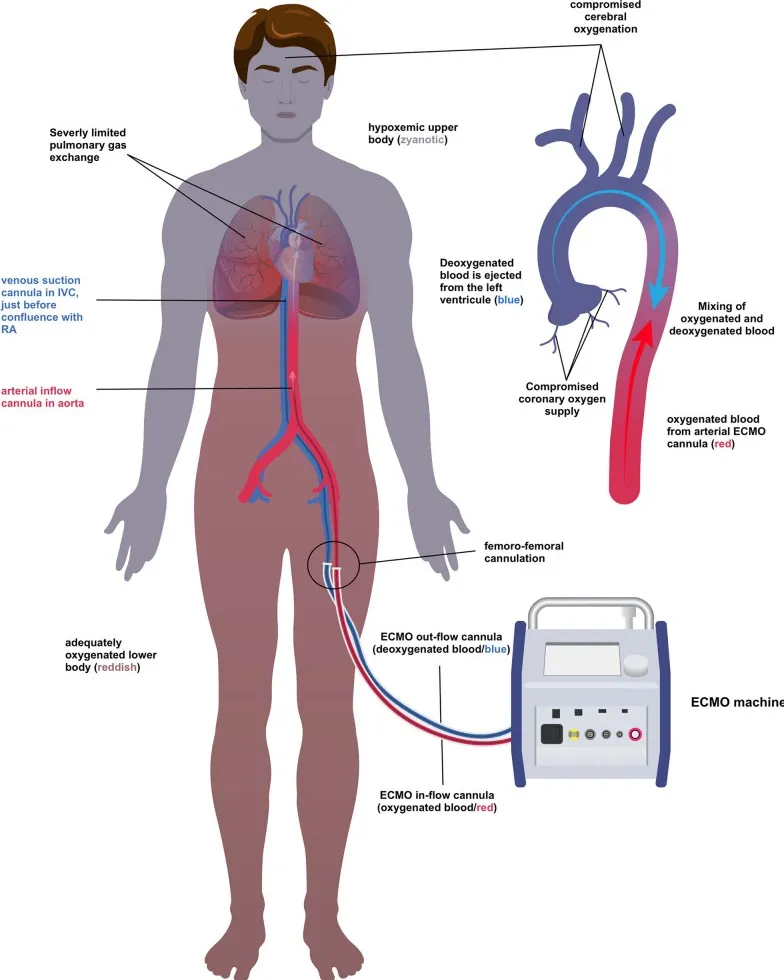 compromised
cerebral
oxygenation
hypoxemic upper
body (zyanotic)
Severly limited
pulmonary gas
exchange
venous suction
cannula in IVC,
just before
confluence with
RA
Deoxygenated
blood is ejected
from the left
ventricule (blue)
Mixing of
oxygenated and
deoxygenated blood
Compromised
coronary oxygen
supply
arterial inflow
cannula in aorta
oxygenated blood
from arterial ECMO
cannula (red)
femoro-femoral
cannulation
adequately
oxygenated lower
body (reddish)
ECMO out-flow cannula
(deoxygenated blood/blue)
ECMO machine
ECMO in-flow cannula
(oxygenated blood/red)